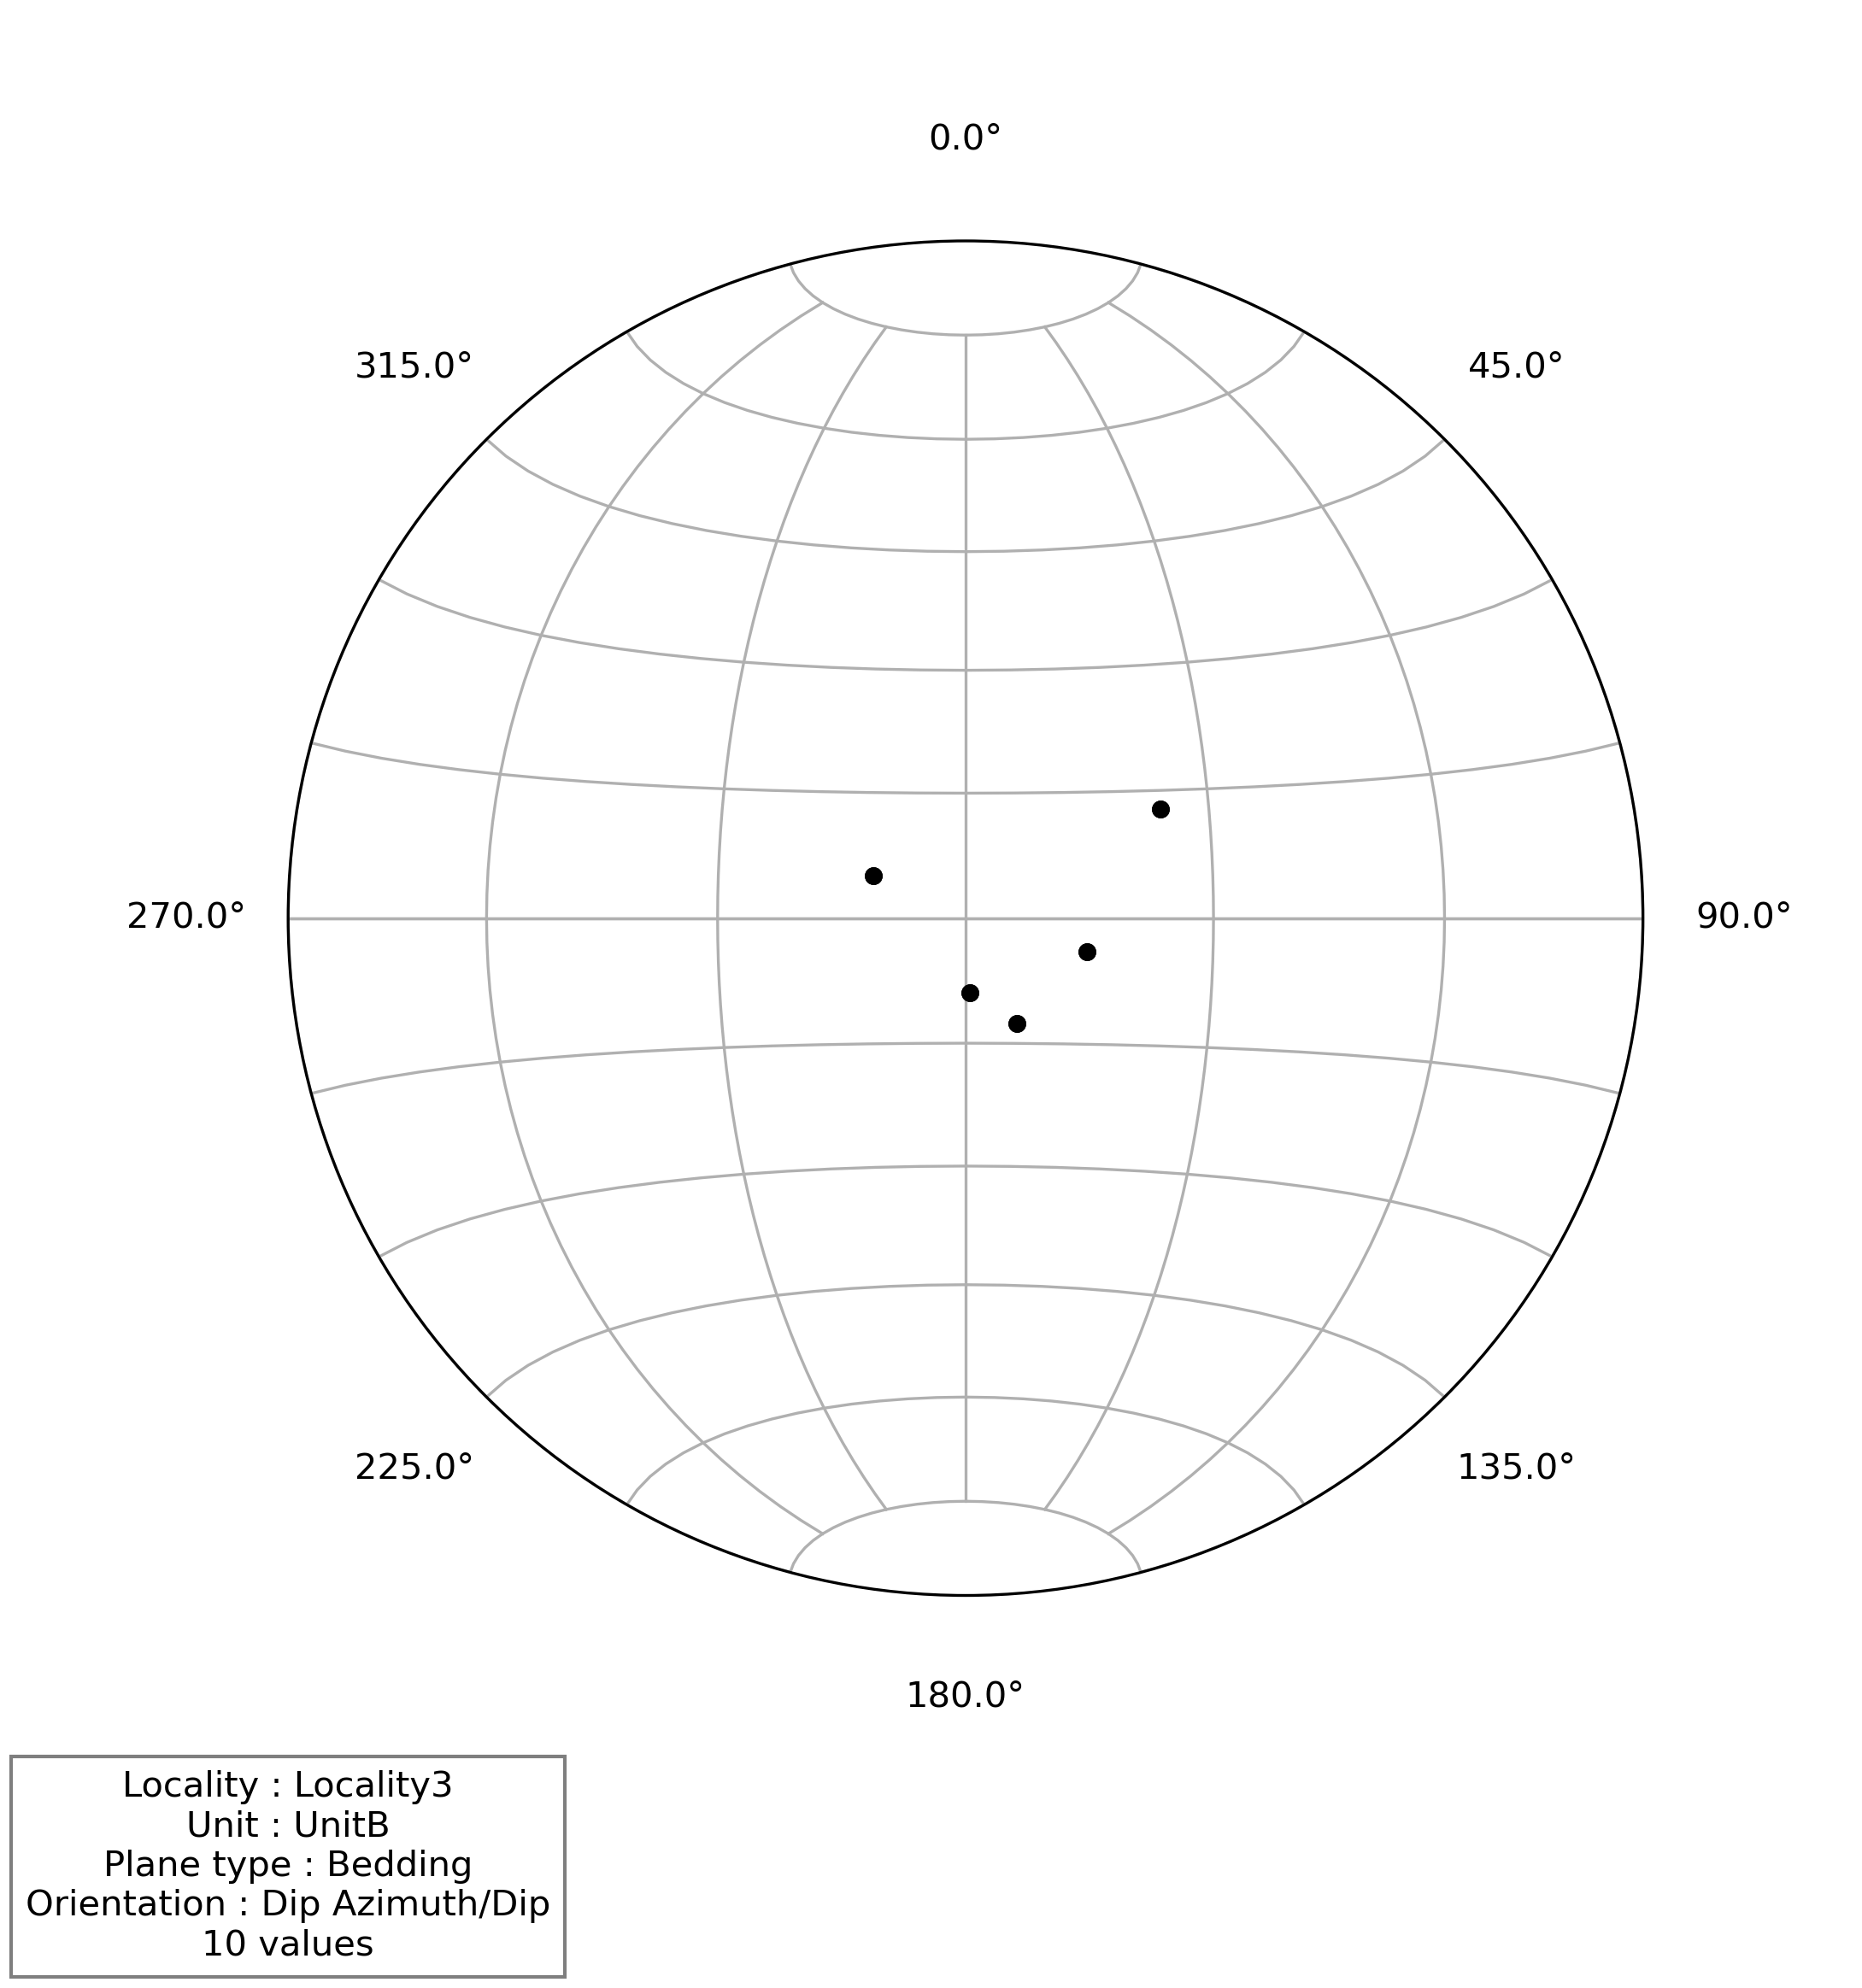 0.0°
315.0°
45.0°
270.0°
90.0°
225.0°
135.0°
180.0°
Locality : Locality3
Unit : UnitB
Plane type : Bedding
Orientation : Dip Azimuth/Dip
10 values